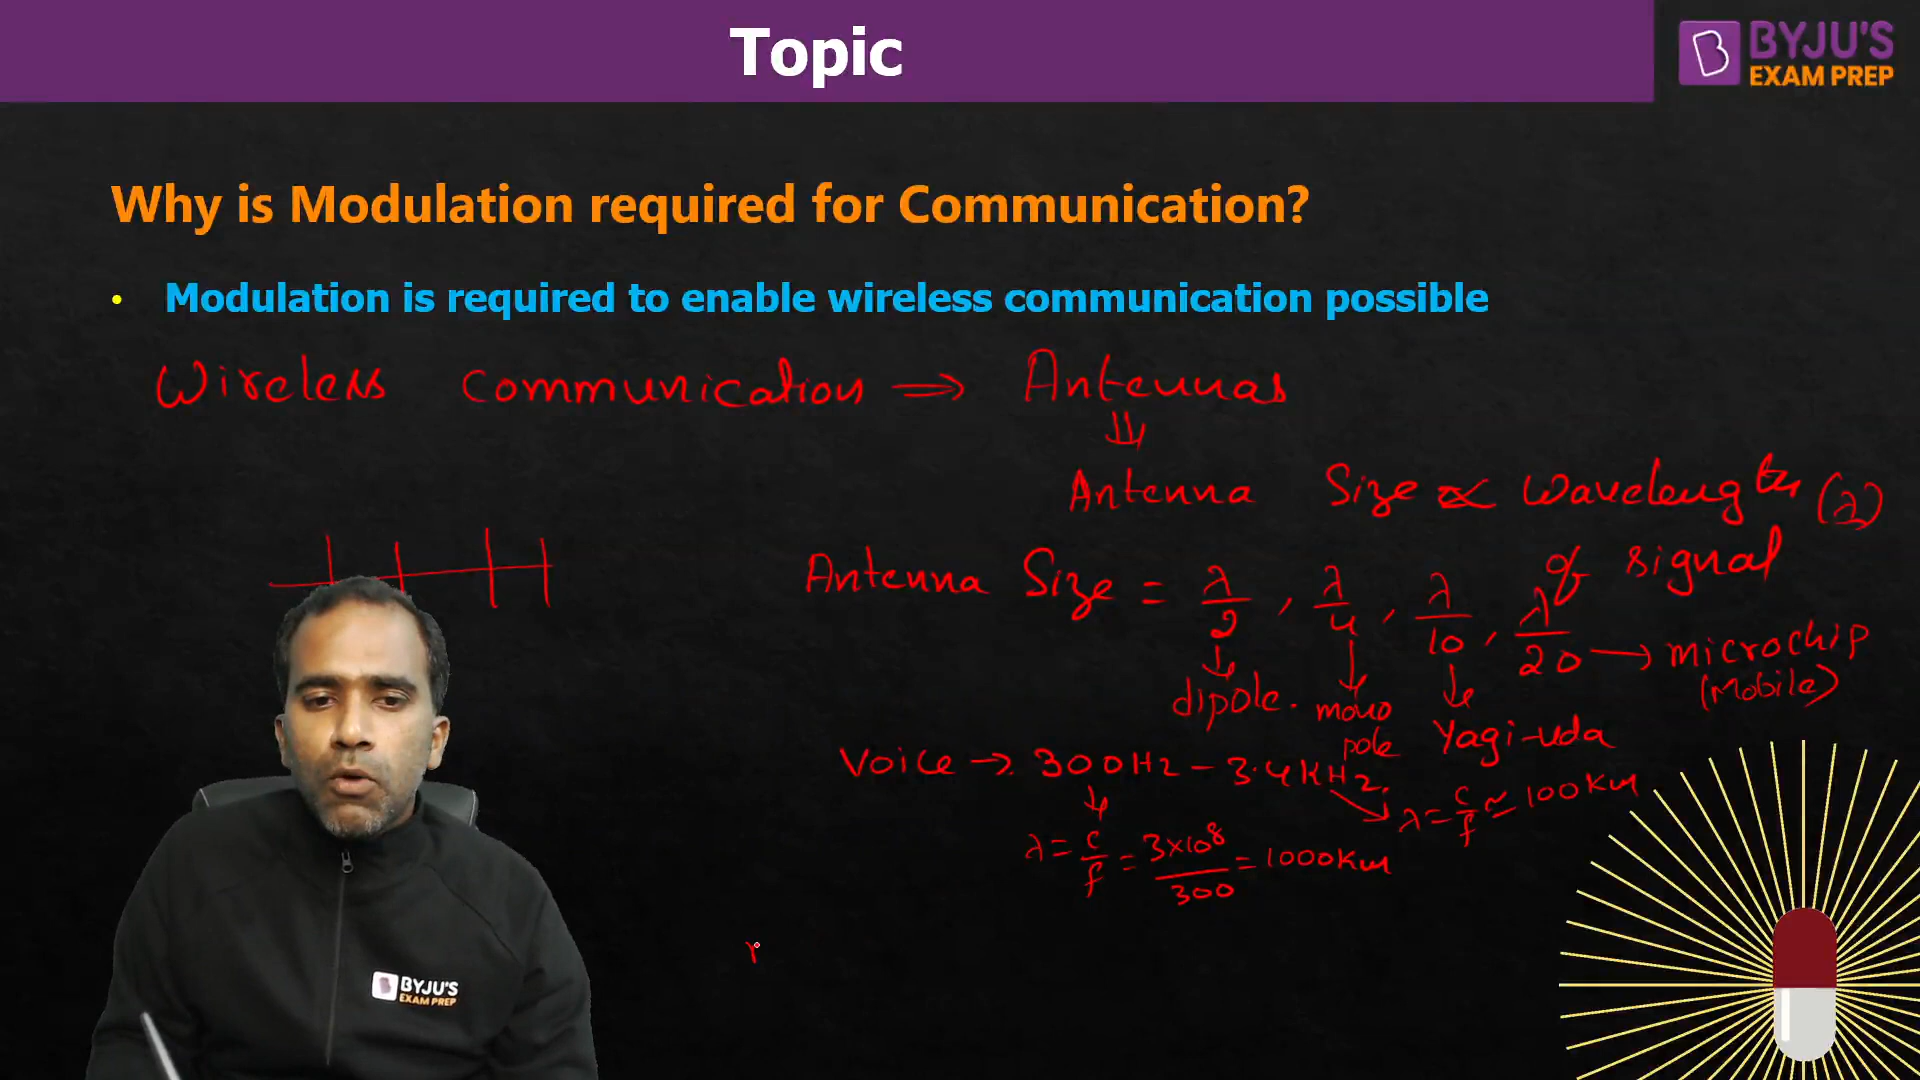 Topic
BYJU'S
EXAM PREP
Why is Modulation required for Communication?
• Modulation is required to enable wireless communication possible
Wireless Communication ⇒ Antennas
⇓
Antenna Size ∝ Wavelength (λ)
of signal
Antenna Size = λ/2 , λ/4 , λ/10 , λ/20 → microchip
(Mobile)
dipole. mono
pole
Yagi-uda
Voice → 300Hz - 3.4KHz.
λ = c/f ≃ 100Km
λ = c/f = 3×10⁸/300 = 1000Km
BYJU'S
EXAM PREP